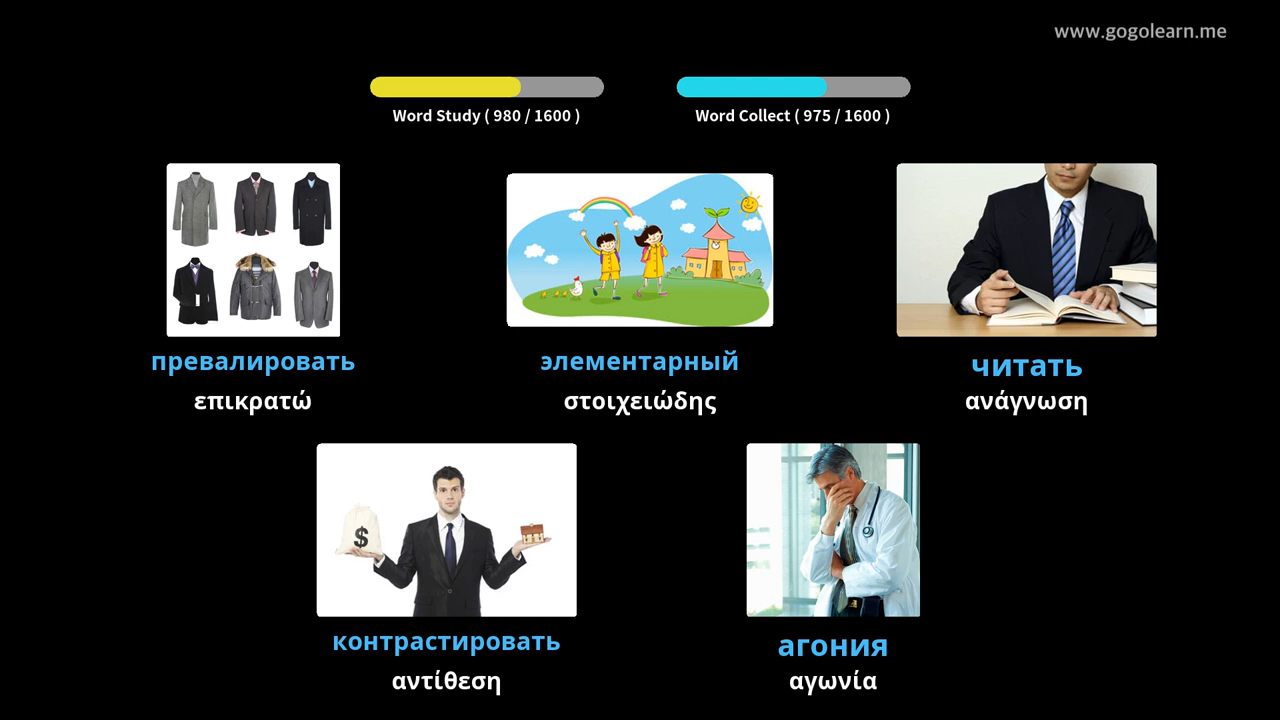 www.gogolearn.me
Word Study ( 980 / 1600 )
Word Collect ( 975 / 1600 )
превалировать
επικρατώ
элементарный
στοιχειώδης
читать
ανάγνωση
$
контрастировать
αντίθεση
агония
αγωνία